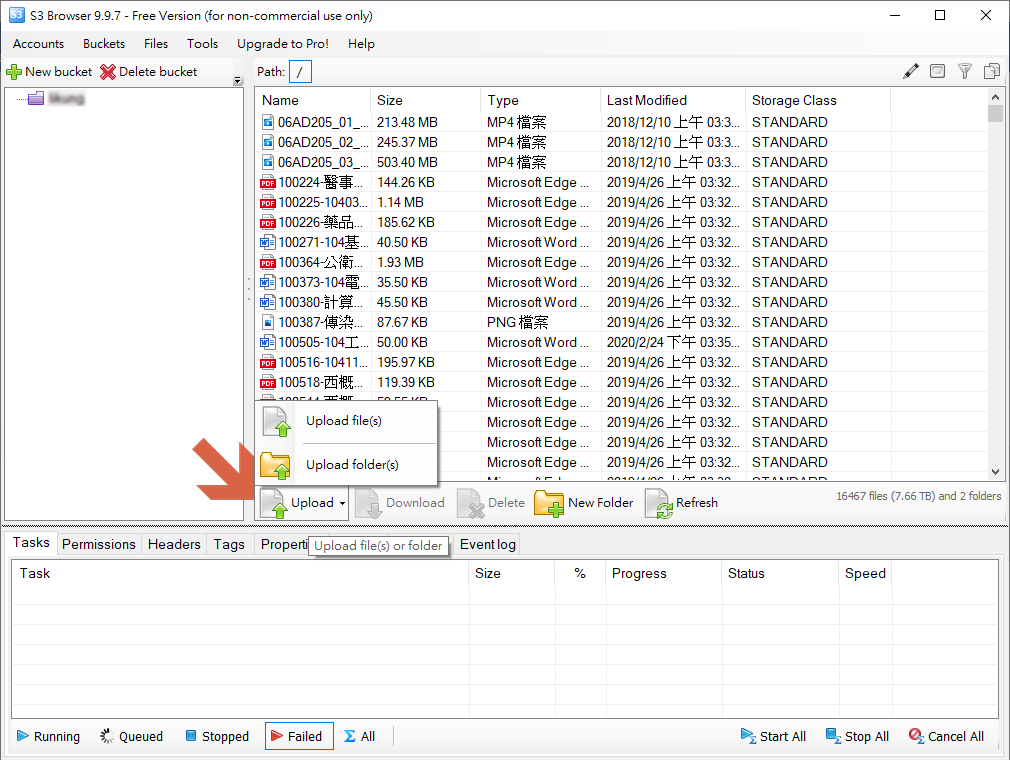 S3 Browser 9.9.7 - Free Version (for non-commercial use only)
Accounts Buckets Files Tools Upgrade to Pro! Help
New bucket Delete bucket Path: /
Name Size Type Last Modified Storage Class
06AD205_01_... 213.48 MB MP4 檔案 2018/12/10 上午 03:3... STANDARD
06AD205_02_... 245.37 MB MP4 檔案 2018/12/10 上午 03:3... STANDARD
06AD205_03_... 503.40 MB MP4 檔案 2018/12/10 上午 03:3... STANDARD
100224-醫事... 144.26 KB Microsoft Edge ... 2019/4/26 上午 03:32... STANDARD
100225-10403... 1.14 MB Microsoft Edge ... 2019/4/26 上午 03:32... STANDARD
100226-藥品... 185.62 KB Microsoft Edge ... 2019/4/26 上午 03:32... STANDARD
100271-104基... 40.50 KB Microsoft Word ... 2019/4/26 上午 03:32... STANDARD
100364-公衛... 1.93 MB Microsoft Edge ... 2019/4/26 上午 03:32... STANDARD
100373-104電... 35.50 KB Microsoft Word ... 2019/4/26 上午 03:32... STANDARD
100380-計算... 45.50 KB Microsoft Word ... 2019/4/26 上午 03:32... STANDARD
100387-傳染... 87.67 KB PNG 檔案 2019/4/26 上午 03:32... STANDARD
100505-104工... 50.00 KB Microsoft Word ... 2020/2/24 下午 03:35... STANDARD
100516-10411... 195.97 KB Microsoft Edge ... 2019/4/26 上午 03:32... STANDARD
100518-西概... 119.39 KB Microsoft Edge ... 2019/4/26 上午 03:32... STANDARD
Microsoft Edge ... 2019/4/26 上午 03:32... STANDARD
Upload file(s) Microsoft Edge ... 2019/4/26 上午 03:32... STANDARD
Microsoft Edge ... 2019/4/26 上午 03:32... STANDARD
Upload folder(s) Microsoft Edge ... 2019/4/26 上午 03:32... STANDARD
Upload Download Delete New Folder Refresh 16467 files (7.66 TB) and 2 folders
Tasks Permissions Headers Tags Properti Upload file(s) or folder Event log
Task Size % Progress Status Speed
Running Queued Stopped Failed All Start All Stop All Cancel All